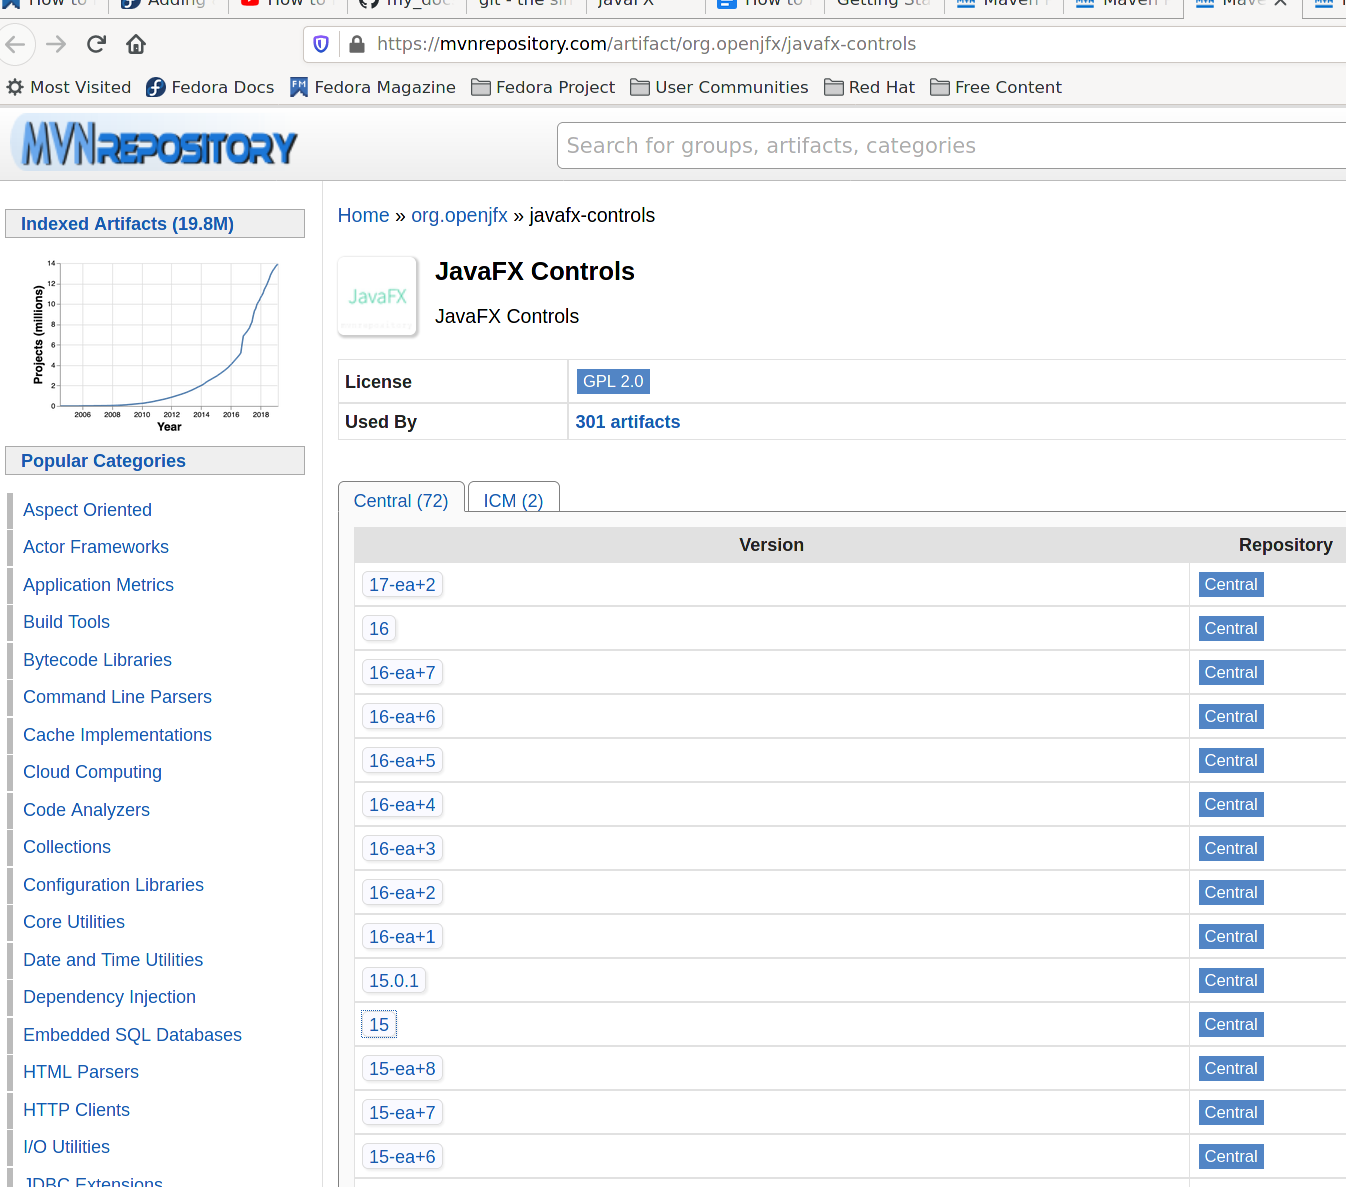 How to
Adding
How to
my_doc
git - the sim
JavaFX
How to
Getting Sta
Maven
Maven
Mave
https://mvnrepository.com/artifact/org.openjfx/javafx-controls
Most Visited
Fedora Docs
Fedora Magazine
Fedora Project
User Communities
Red Hat
Free Content
MVNREPOSITORY
Search for groups, artifacts, categories
Indexed Artifacts (19.8M)
Projects (millions)
14
12
10
8
6
4
2
0
2006 2008 2010 2012 2014 2016 2018
Year
Popular Categories
Aspect Oriented
Actor Frameworks
Application Metrics
Build Tools
Bytecode Libraries
Command Line Parsers
Cache Implementations
Cloud Computing
Code Analyzers
Collections
Configuration Libraries
Core Utilities
Date and Time Utilities
Dependency Injection
Embedded SQL Databases
HTML Parsers
HTTP Clients
I/O Utilities
JDBC Extensions
Home » org.openjfx » javafx-controls
JavaFX
JavaFX Controls
JavaFX Controls
License GPL 2.0
Used By 301 artifacts
Central (72) ICM (2)
Version Repository
17-ea+2 Central
16 Central
16-ea+7 Central
16-ea+6 Central
16-ea+5 Central
16-ea+4 Central
16-ea+3 Central
16-ea+2 Central
16-ea+1 Central
15.0.1 Central
15 Central
15-ea+8 Central
15-ea+7 Central
15-ea+6 Central